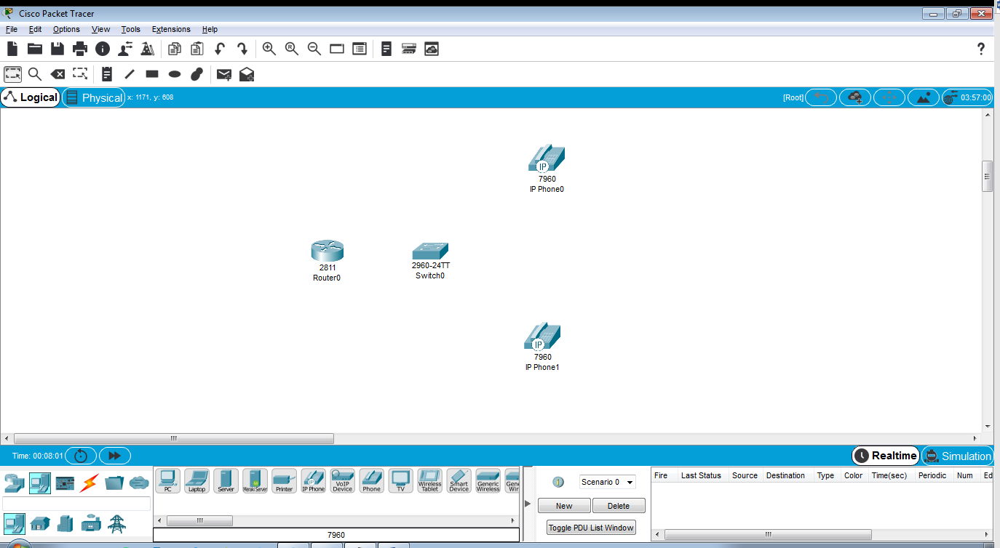 Cisco Packet Tracer
File Edit Options View Tools Extensions Help
Logical Physical x: 1171, y: 608 [Root] 03:57:00
IP
7960
IP Phone0
2811
Router0
2960-24TT
Switch0
IP
7960
IP Phone1
Time: 00:08:01 Realtime Simulation
PC Laptop Server Meraki Server Printer IP Phone VoIP Device Phone TV Wireless Tablet Smart Device Generic Wireless Gene Wir
7960
Scenario 0
New Delete
Toggle PDU List Window
Fire Last Status Source Destination Type Color Time(sec) Periodic Num Ed